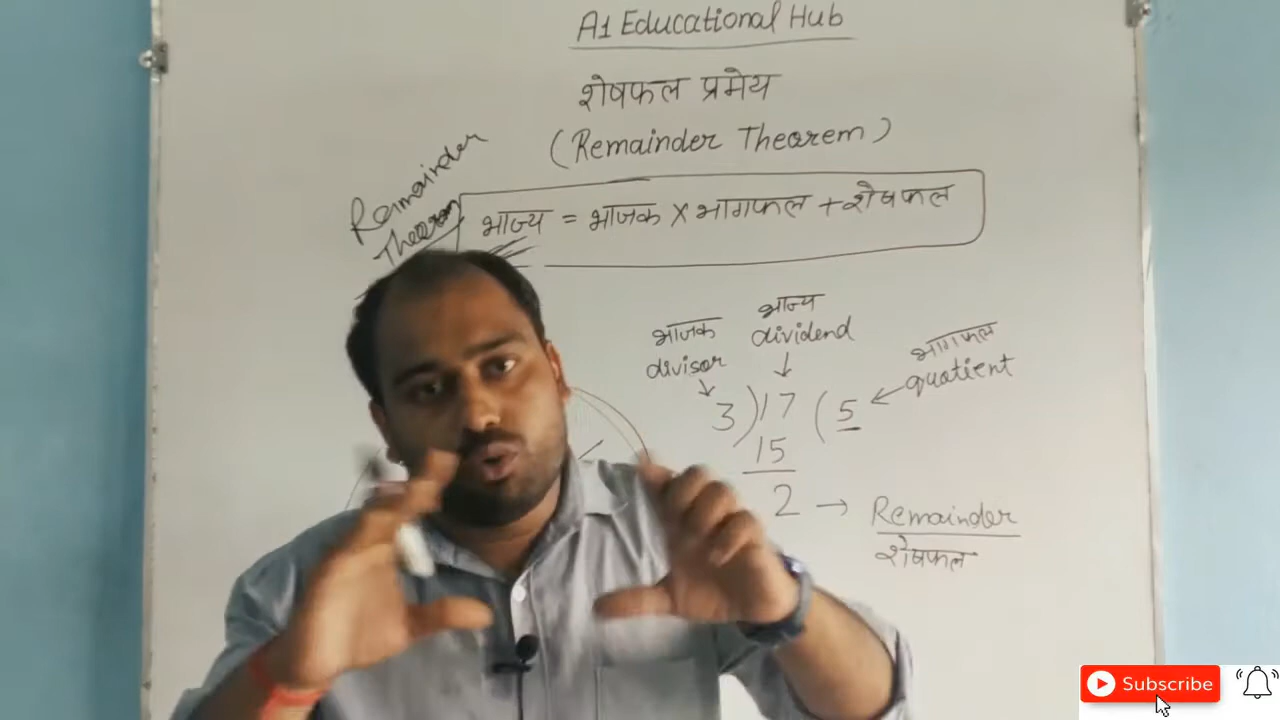 A1 Educational Hub
शेषफल प्रमेय
(Remainder Theorem)
Remainder
Theorem
भाज्य = भाजक × भागफल + शेषफल
भाजक
divisor
भाज्य
dividend
भागफल
quotient
3)17(5
15
2 → Remainder
शेषफल
Subscribe